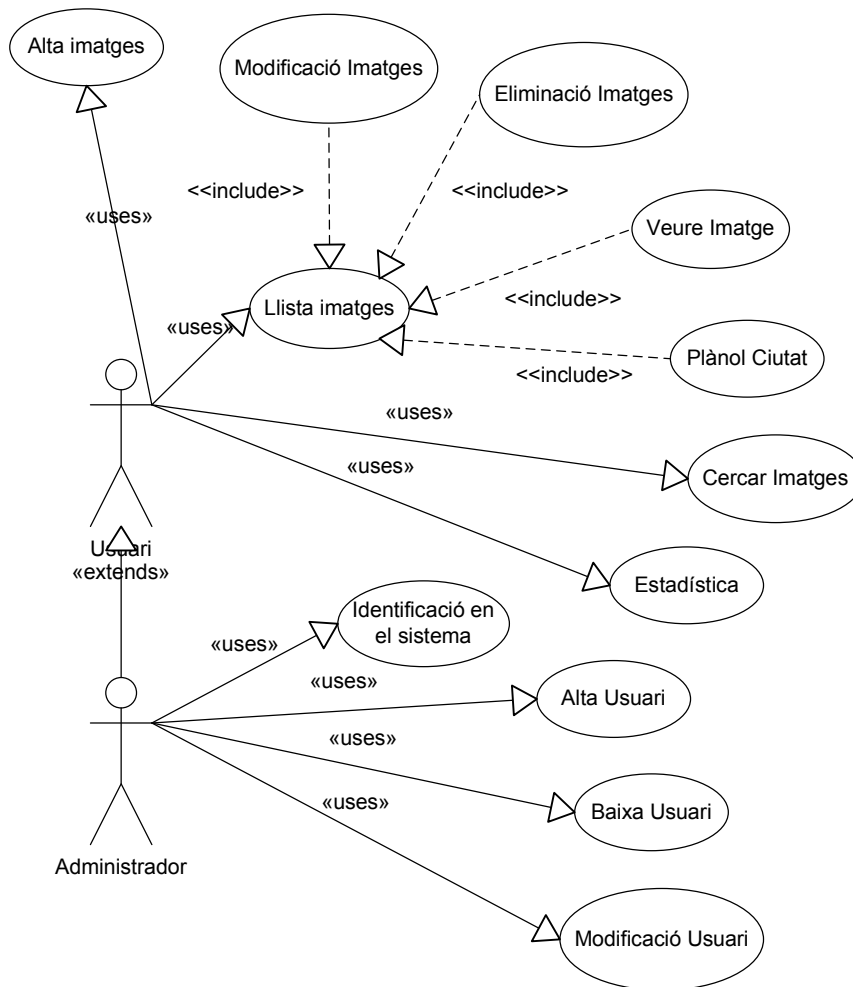 Alta imatges
Modificació Imatges
Eliminació Imatges
<<include>>
<<include>>
«uses»
Veure Imatge
<<include>>
Llista imatges
«uses»
Plànol Ciutat
<<include>>
«uses»
«uses»
Cercar Imatges
Usuari
«extends»
Estadística
Identificació en
el sistema
«uses»
«uses»
Alta Usuari
«uses»
«uses»
Baixa Usuari
Administrador
Modificació Usuari